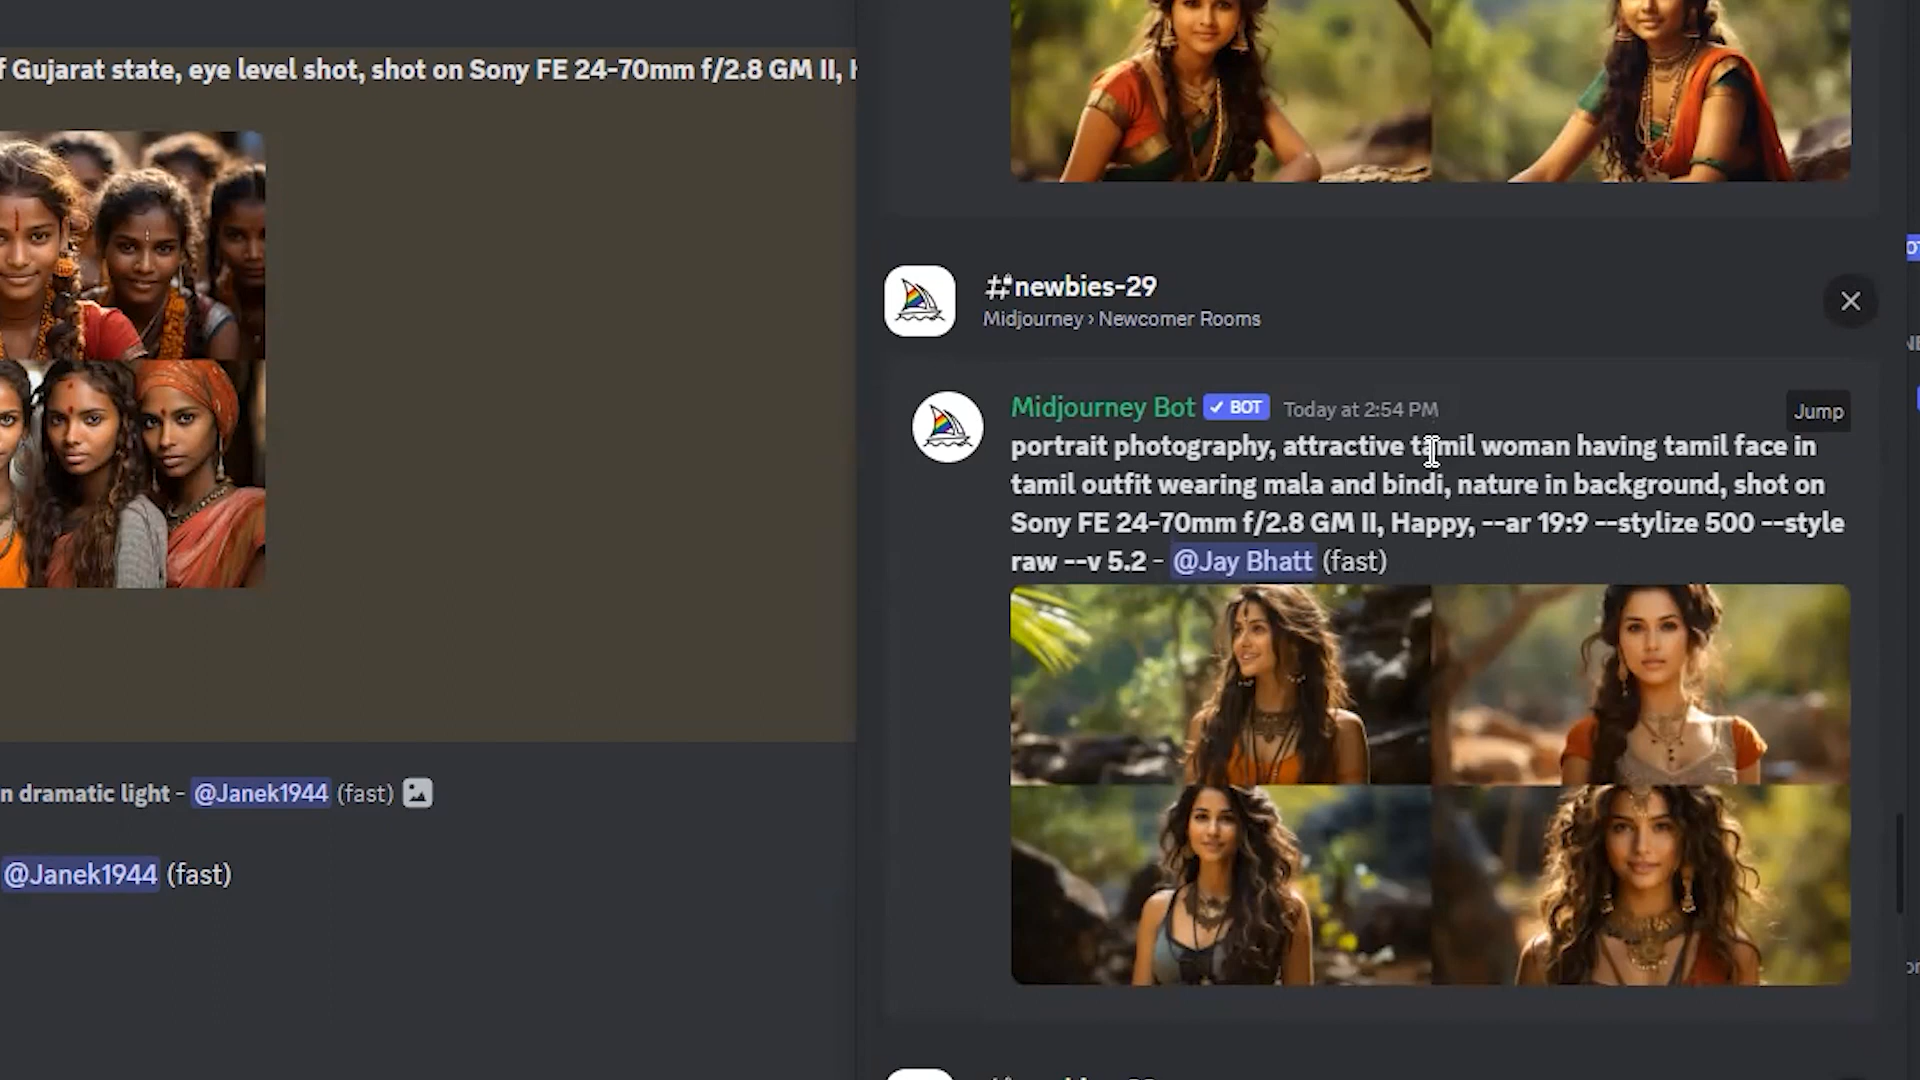 f Gujarat state, eye level shot, shot on Sony FE 24-70mm f/2.8 GM II,
n dramatic light - @Janek1944 (fast)
@Janek1944 (fast)
#newbies-29
Midjourney › Newcomer Rooms
Midjourney Bot ✓ BOT Today at 2:54 PM
Jump
portrait photography, attractive tamil woman having tamil face in
tamil outfit wearing mala and bindi, nature in background, shot on
Sony FE 24-70mm f/2.8 GM II, Happy, --ar 19:9 --stylize 500 --style
raw --v 5.2 - @Jay Bhatt (fast)